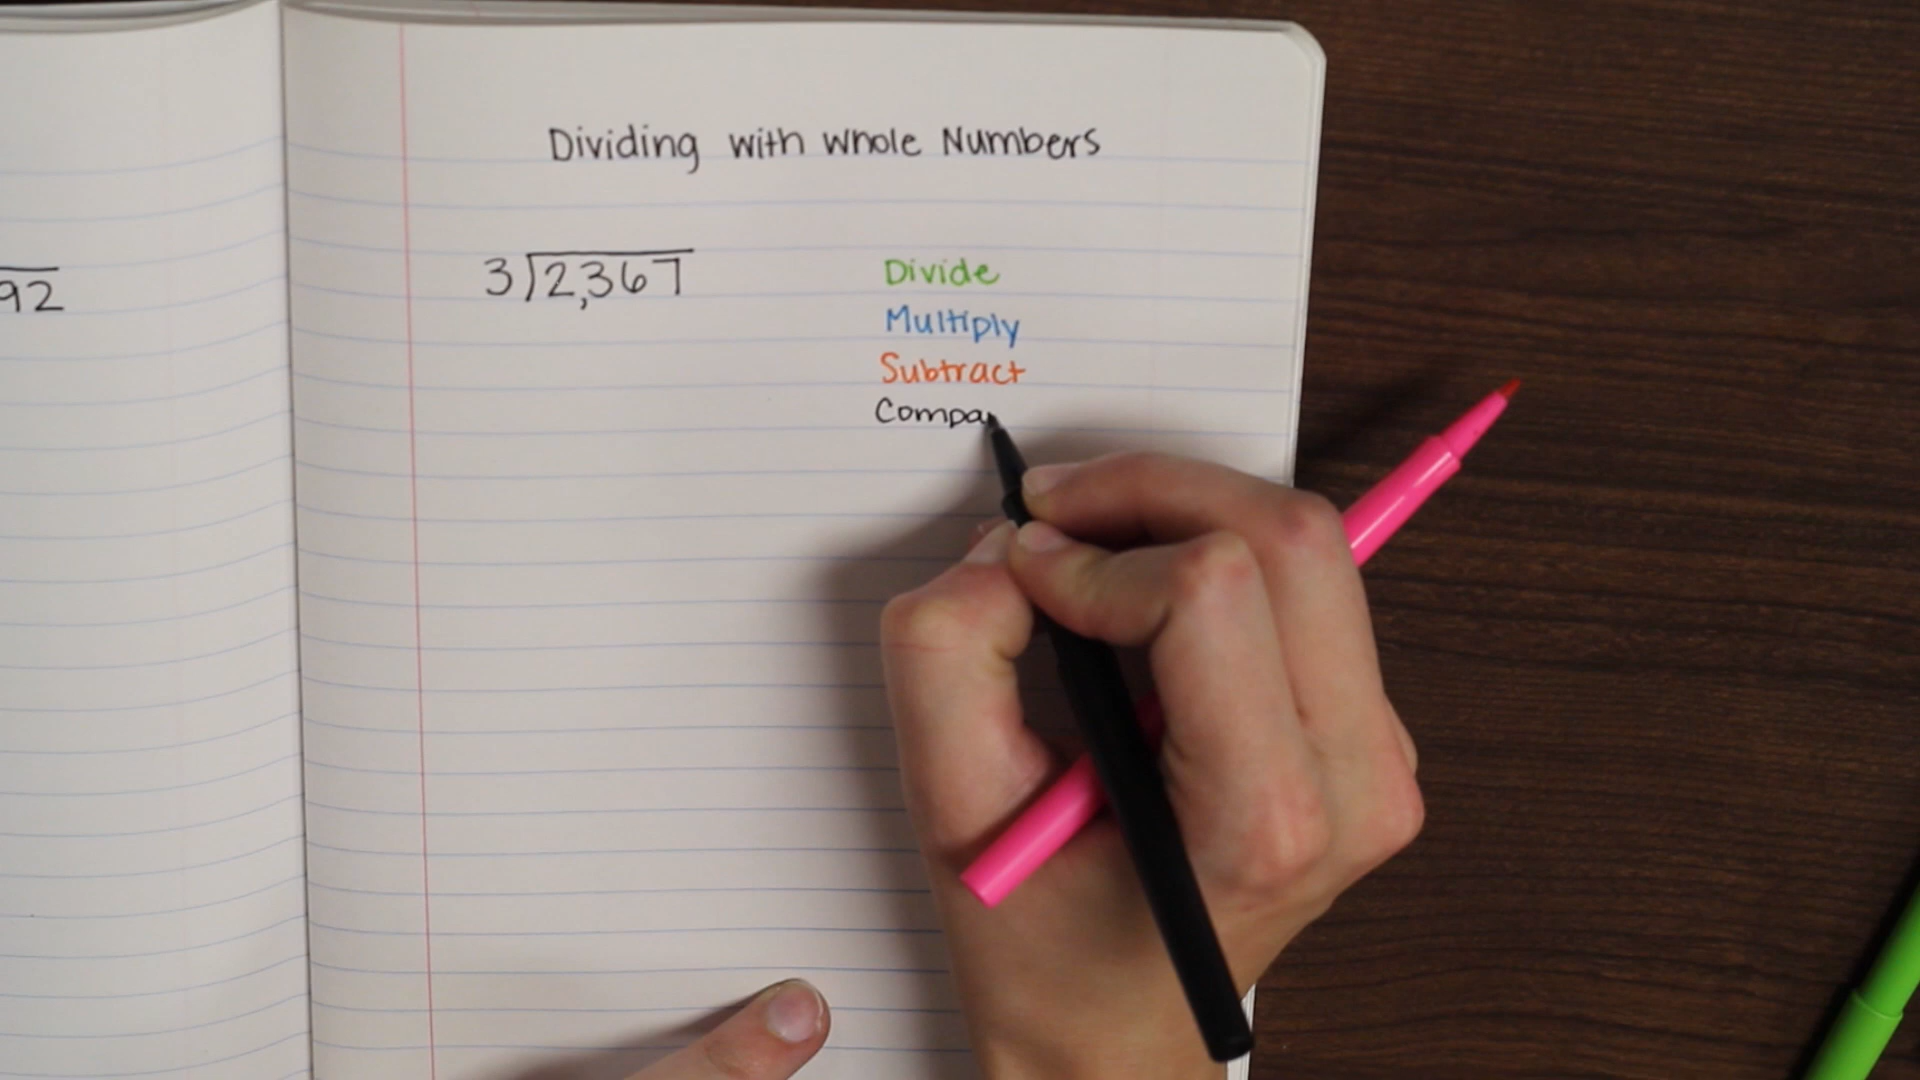 Dividing with Whole Numbers
92
3)2,367
Divide
Multiply
Subtract
Compa